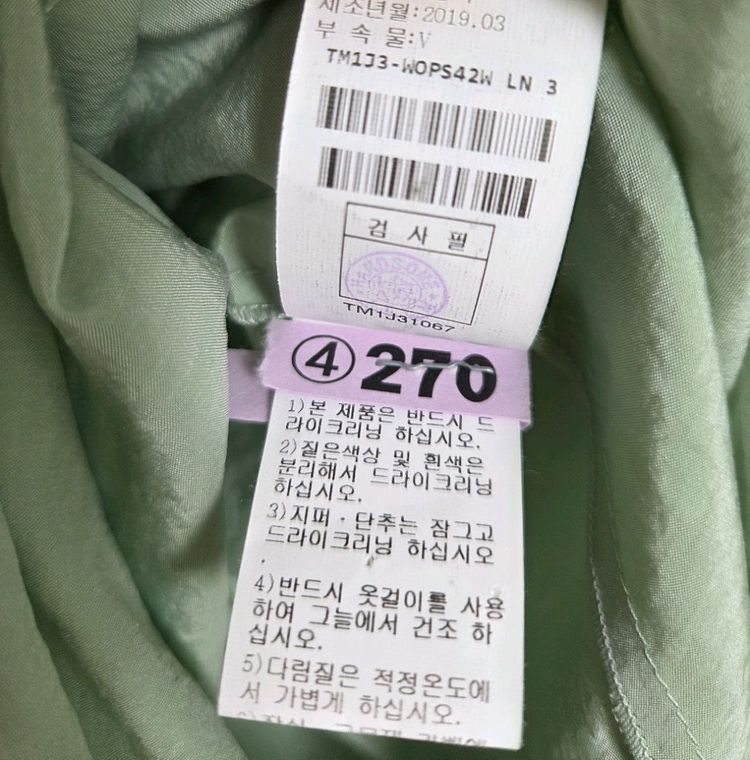 제조년월:2019.03
부 속 물:V
TM1J3-WOPS42W LN 3
검 사 필
TM1J31067
④270
1)본 제품은 반드시 드
라이크리닝 하십시오.
2)짙은색상 및 흰색은
분리해서 드라이크리닝
하십시오.
3)지퍼·단추는 잠그고
드라이크리닝 하십시오
.
4)반드시 옷걸이를 사용
하여 그늘에서 건조 하
십시오.
5)다림질은 적정온도에
서 가볍게 하십시오.